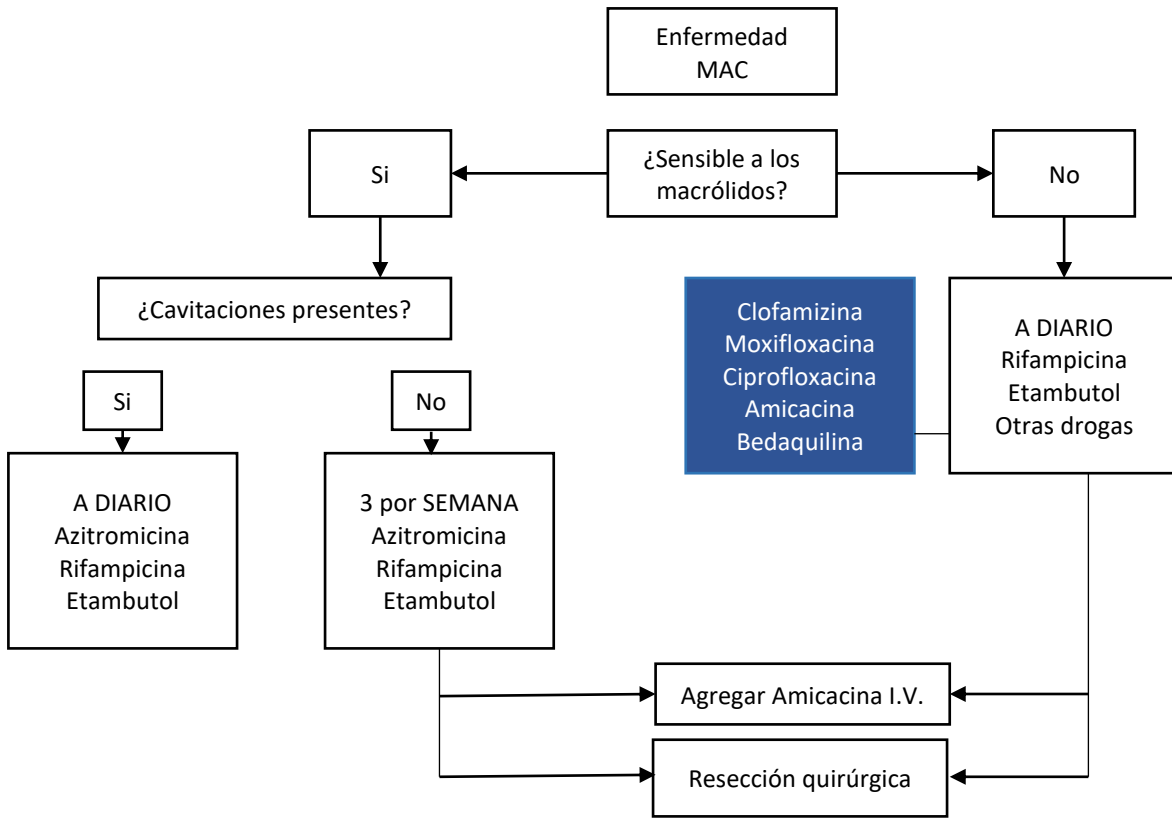 Enfermedad
MAC
Si
¿Sensible a los
macrólidos?
No
¿Cavitaciones presentes?
Clofamizina
Moxifloxacina
Ciprofloxacina
Amicacina
Bedaquilina
A DIARIO
Rifampicina
Etambutol
Otras drogas
Si
No
A DIARIO
Azitromicina
Rifampicina
Etambutol
3 por SEMANA
Azitromicina
Rifampicina
Etambutol
Agregar Amicacina I.V.
Resección quirúrgica